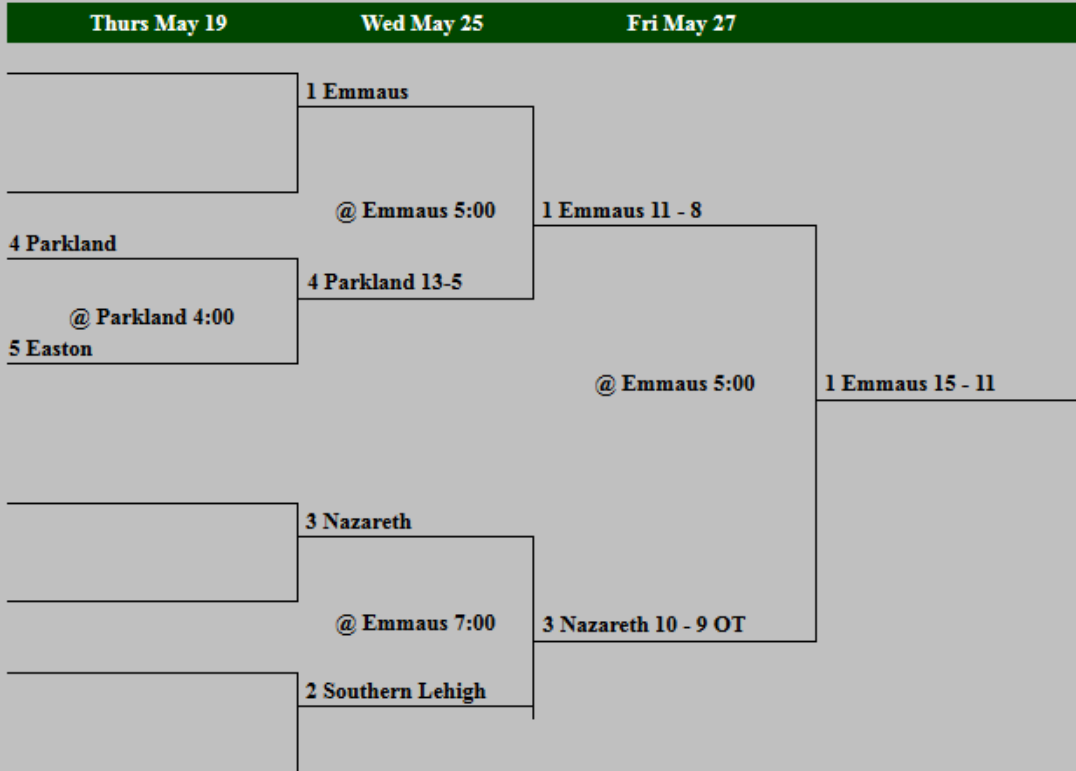 Thurs May 19
Wed May 25
Fri May 27
1 Emmaus
@ Emmaus 5:00
1 Emmaus 11 - 8
4 Parkland
4 Parkland 13-5
@ Parkland 4:00
5 Easton
@ Emmaus 5:00
1 Emmaus 15 - 11
3 Nazareth
@ Emmaus 7:00
3 Nazareth 10 - 9 OT
2 Southern Lehigh